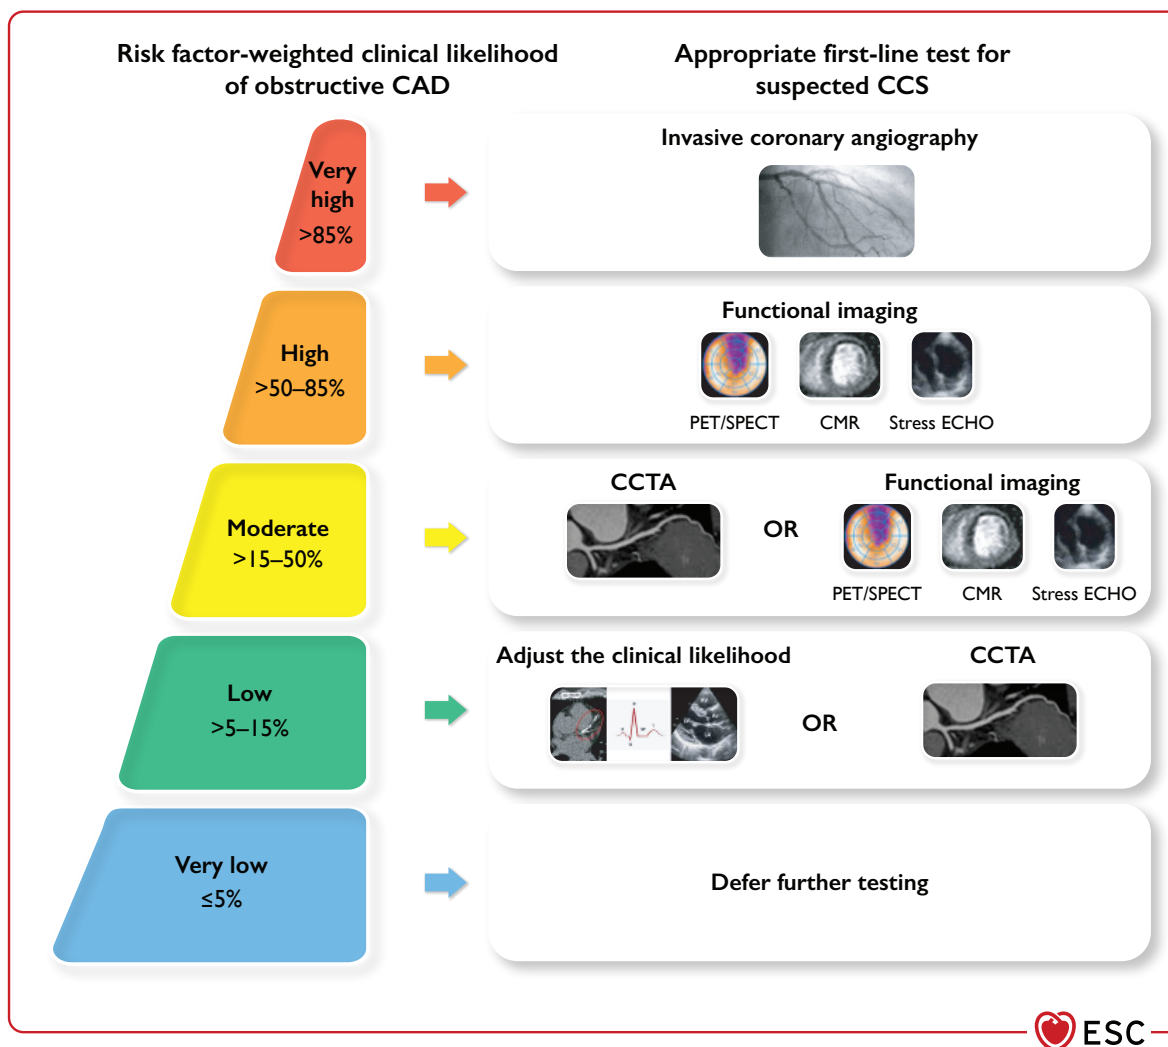 Risk factor-weighted clinical likelihood
of obstructive CAD
Appropriate first-line test for
suspected CCS
Very
high
>85%
Invasive coronary angiography
High
>50–85%
Functional imaging
PET/SPECT
CMR
Stress ECHO
Moderate
>15–50%
CCTA
OR
Functional imaging
PET/SPECT
CMR
Stress ECHO
Low
>5–15%
Adjust the clinical likelihood
OR
CCTA
Very low
≤5%
Defer further testing
ESC